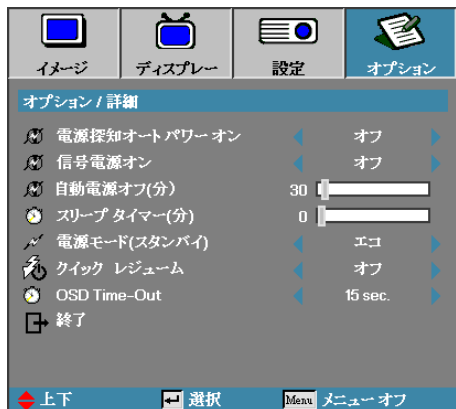 イメージ ディスプレー 設定 オプション
オプション / 詳細
電源探知オートパワーオン オフ
信号電源オン オフ
自動電源オフ(分) 30
スリープ タイマー(分) 0
電源モード(スタンバイ) エコ
クイック レジューム オフ
OSD Time-Out 15 sec.
終了
上下 選択 Menu メニューオフ